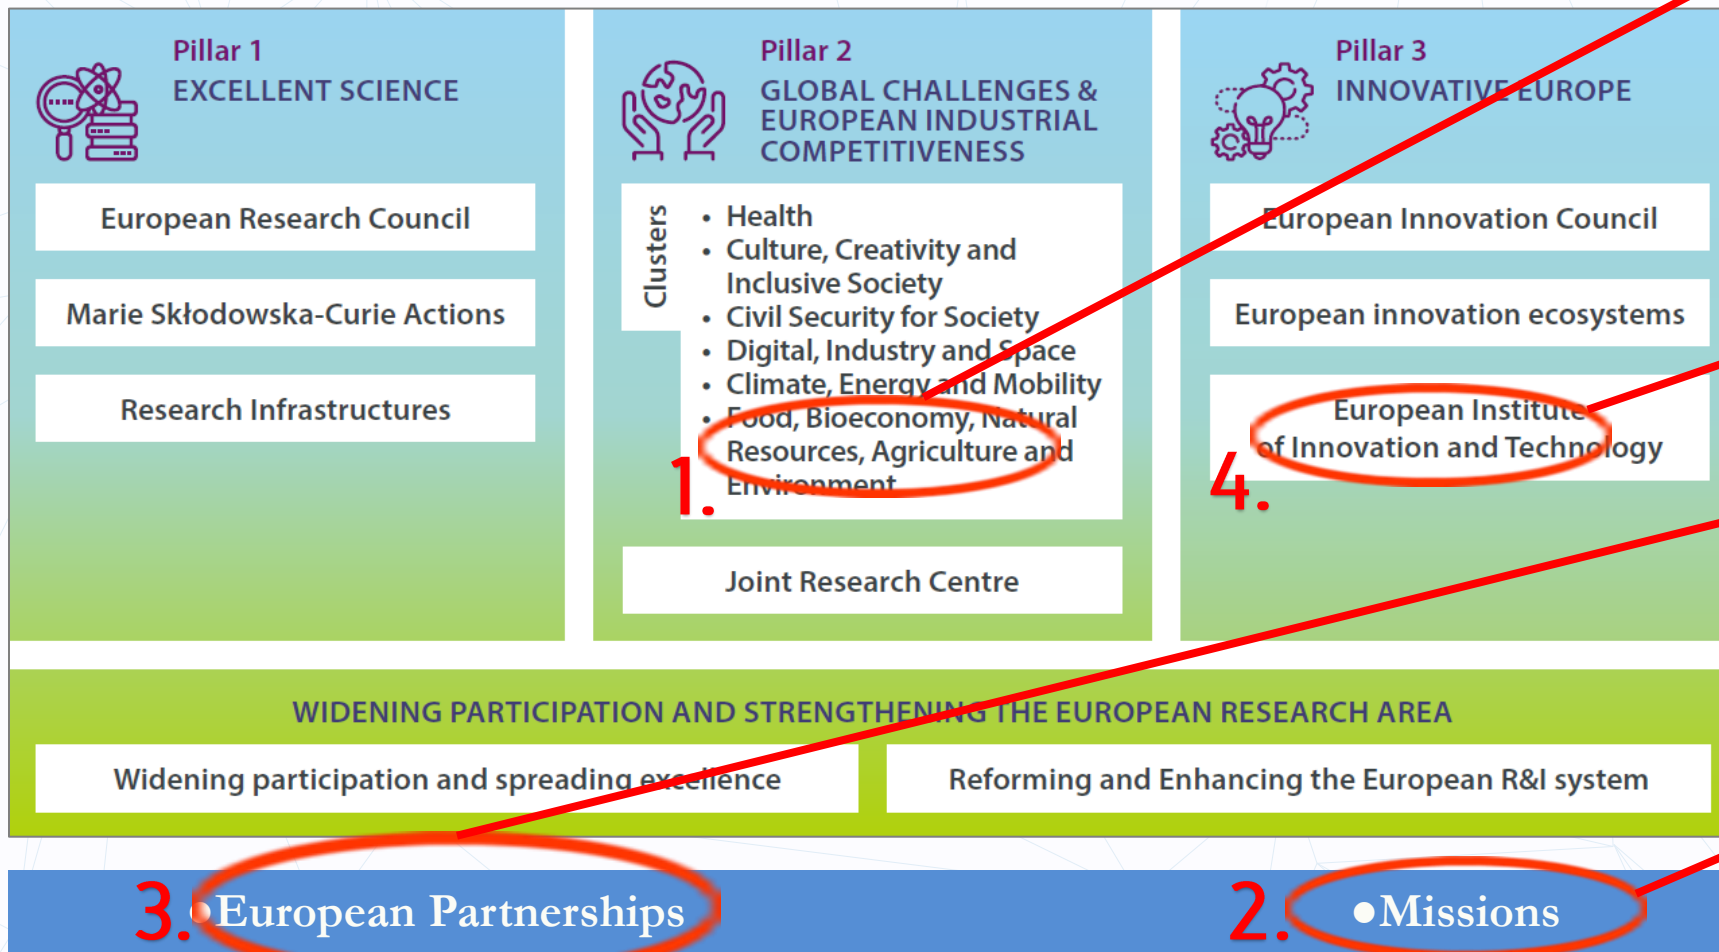 Pillar 1
EXCELLENT SCIENCE
European Research Council
Marie Skłodowska-Curie Actions
Research Infrastructures
Pillar 2
GLOBAL CHALLENGES &
EUROPEAN INDUSTRIAL
COMPETITIVENESS
Clusters
• Health
• Culture, Creativity and
Inclusive Society
• Civil Security for Society
• Digital, Industry and Space
• Climate, Energy and Mobility
• Food, Bioeconomy, Natural
Resources, Agriculture and
Environment
1.
Joint Research Centre
Pillar 3
INNOVATIVE EUROPE
European Innovation Council
European innovation ecosystems
European Institute
of Innovation and Technology
4.
WIDENING PARTICIPATION AND STRENGTHENING THE EUROPEAN RESEARCH AREA
Widening participation and spreading excellence
Reforming and Enhancing the European R&I system
3. •European Partnerships
2. •Missions